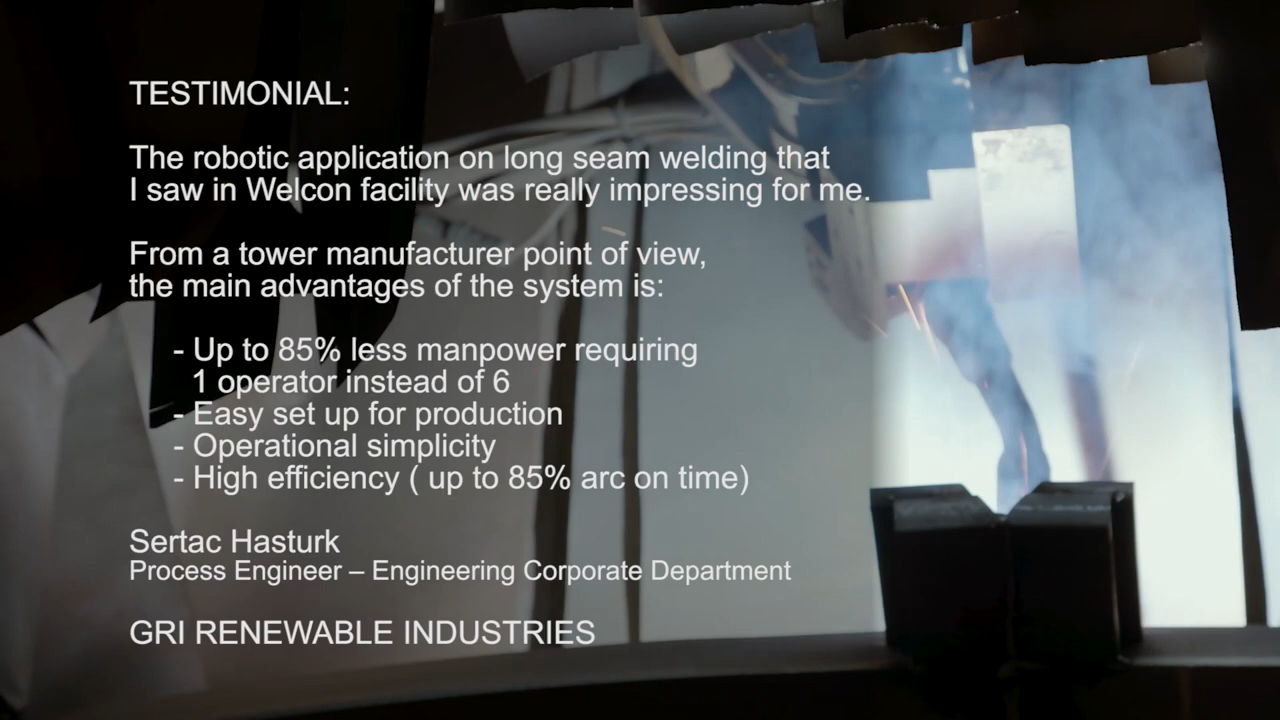 TESTIMONIAL:
The robotic application on long seam welding that
I saw in Welcon facility was really impressing for me.
From a tower manufacturer point of view,
the main advantages of the system is:
- Up to 85% less manpower requiring
1 operator instead of 6
- Easy set up for production
- Operational simplicity
- High efficiency ( up to 85% arc on time)
Sertac Hasturk
Process Engineer – Engineering Corporate Department
GRI RENEWABLE INDUSTRIES